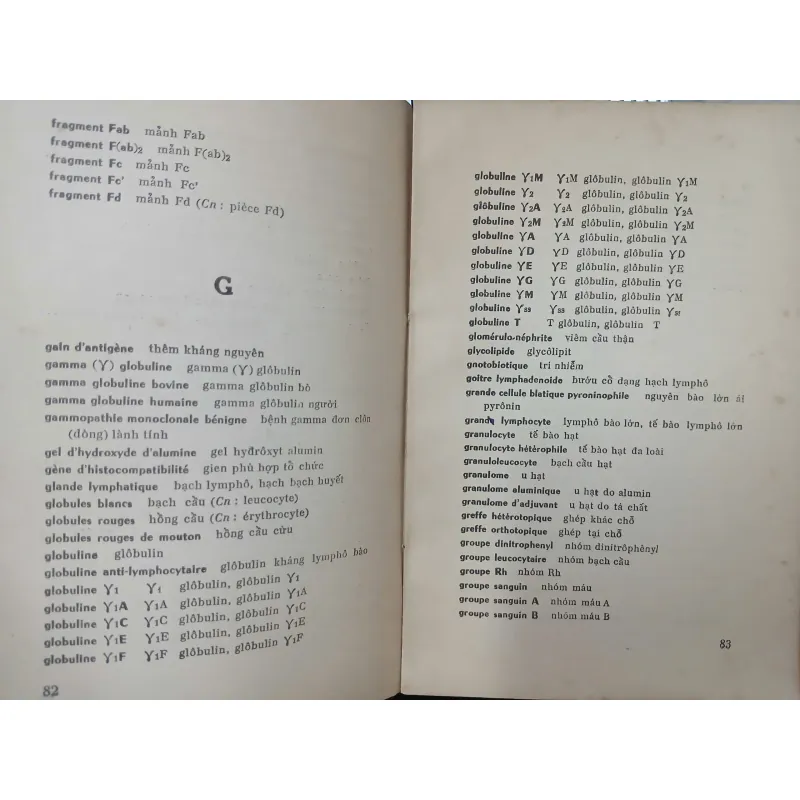 fragment Fab mảnh Fab
fragment F(ab)₂ mảnh F(ab)₂
fragment Fc mảnh Fc
fragment Fc' mảnh Fc'
fragment Fd mảnh Fd (Cn : pièce Fd)
G
gain d'antigène thêm kháng nguyên
gamma (γ) globuline gamma (γ) glôbulin
gamma globuline bovine gamma glôbulin bò
gamma globuline humaine gamma glôbulin người
gammopathie monoclonale bénigne bệnh gamma đơn clôn
(dòng) lành tính
gel d'hydroxyde d'alumine gel hyđrôxyt alumin
gène d'histocompatibilité gien phù hợp tổ chức
glande lymphatique bạch lymphô, hạch bạch huyết
globules blancs bạch cầu (Cn : leucocyte)
globules rouges hồng cầu (Cn : érythrocyte)
globules rouges de mouton hồng cầu cừu
globuline glôbulin
globuline anti-lymphocytaire glôbulin kháng lymphô bào
globuline γ₁ γ₁ glôbulin, glôbulin γ₁
globuline γ₁A γ₁A glôbulin, glôbulin γ₁A
globuline γ₁C γ₁C glôbulin, glôbulin γ₁C
globuline γ₁E γ₁E glôbulin, glôbulin γ₁E
globuline γ₁F γ₁F glôbulin, glôbulin γ₁F
82
globuline γ₁M γ₁M glôbulin, glôbulin γ₁M
globuline γ₂ γ₂ glôbulin, glôbulin γ₂
glôbuline γ₂A γ₂A glôbulin, glôbulin γ₂A
globuline γ₂M γ₂M glôbulin, glôbulin γ₂M
globuline γA γA glôbulin, glôbulin γA
globuline γD γD glôbulin, glôbulin γD
globuline γE γE glôbulin, glôbulin γE
globuline γG γG glôbulin, glôbulin γG
globuline γM γM glôbulin, glôbulin γM
globuline γss γss glôbulin, glôbulin γss
globuline T T glôbulin, glôbulin T
glomérulo-néphrite viêm cầu thận
glycolipide glycôlipit
gnotobiotique tri nhiễm
goitre lymphadenoide bướu cổ dạng hạch lymphô
grande cellule blatique pyroninophile nguyên bào lớn ái
pyrônin
grande lymphocyte lymphô bào lớn, tế bào lymphô lớn
granulocyte tế bào hạt
granulocyte hétérophile tế bào hạt đa loài
granuloleucocyte bạch cầu hạt
granulome u hạt
granulome aluminique u hạt do alumin
granulome d'adjuvant u hạt do tá chất
greffe hétérotopique ghép khác chỗ
greffe orthotopique ghép tại chỗ
groupe dinitrophenyl nhóm dinitrôphênyl
groupe leucocytaire nhóm bạch cầu
groupe Rh nhóm Rh
groupe sanguin nhóm máu
groupe sanguin A nhóm máu A
groupe sanguin B nhóm máu B
83